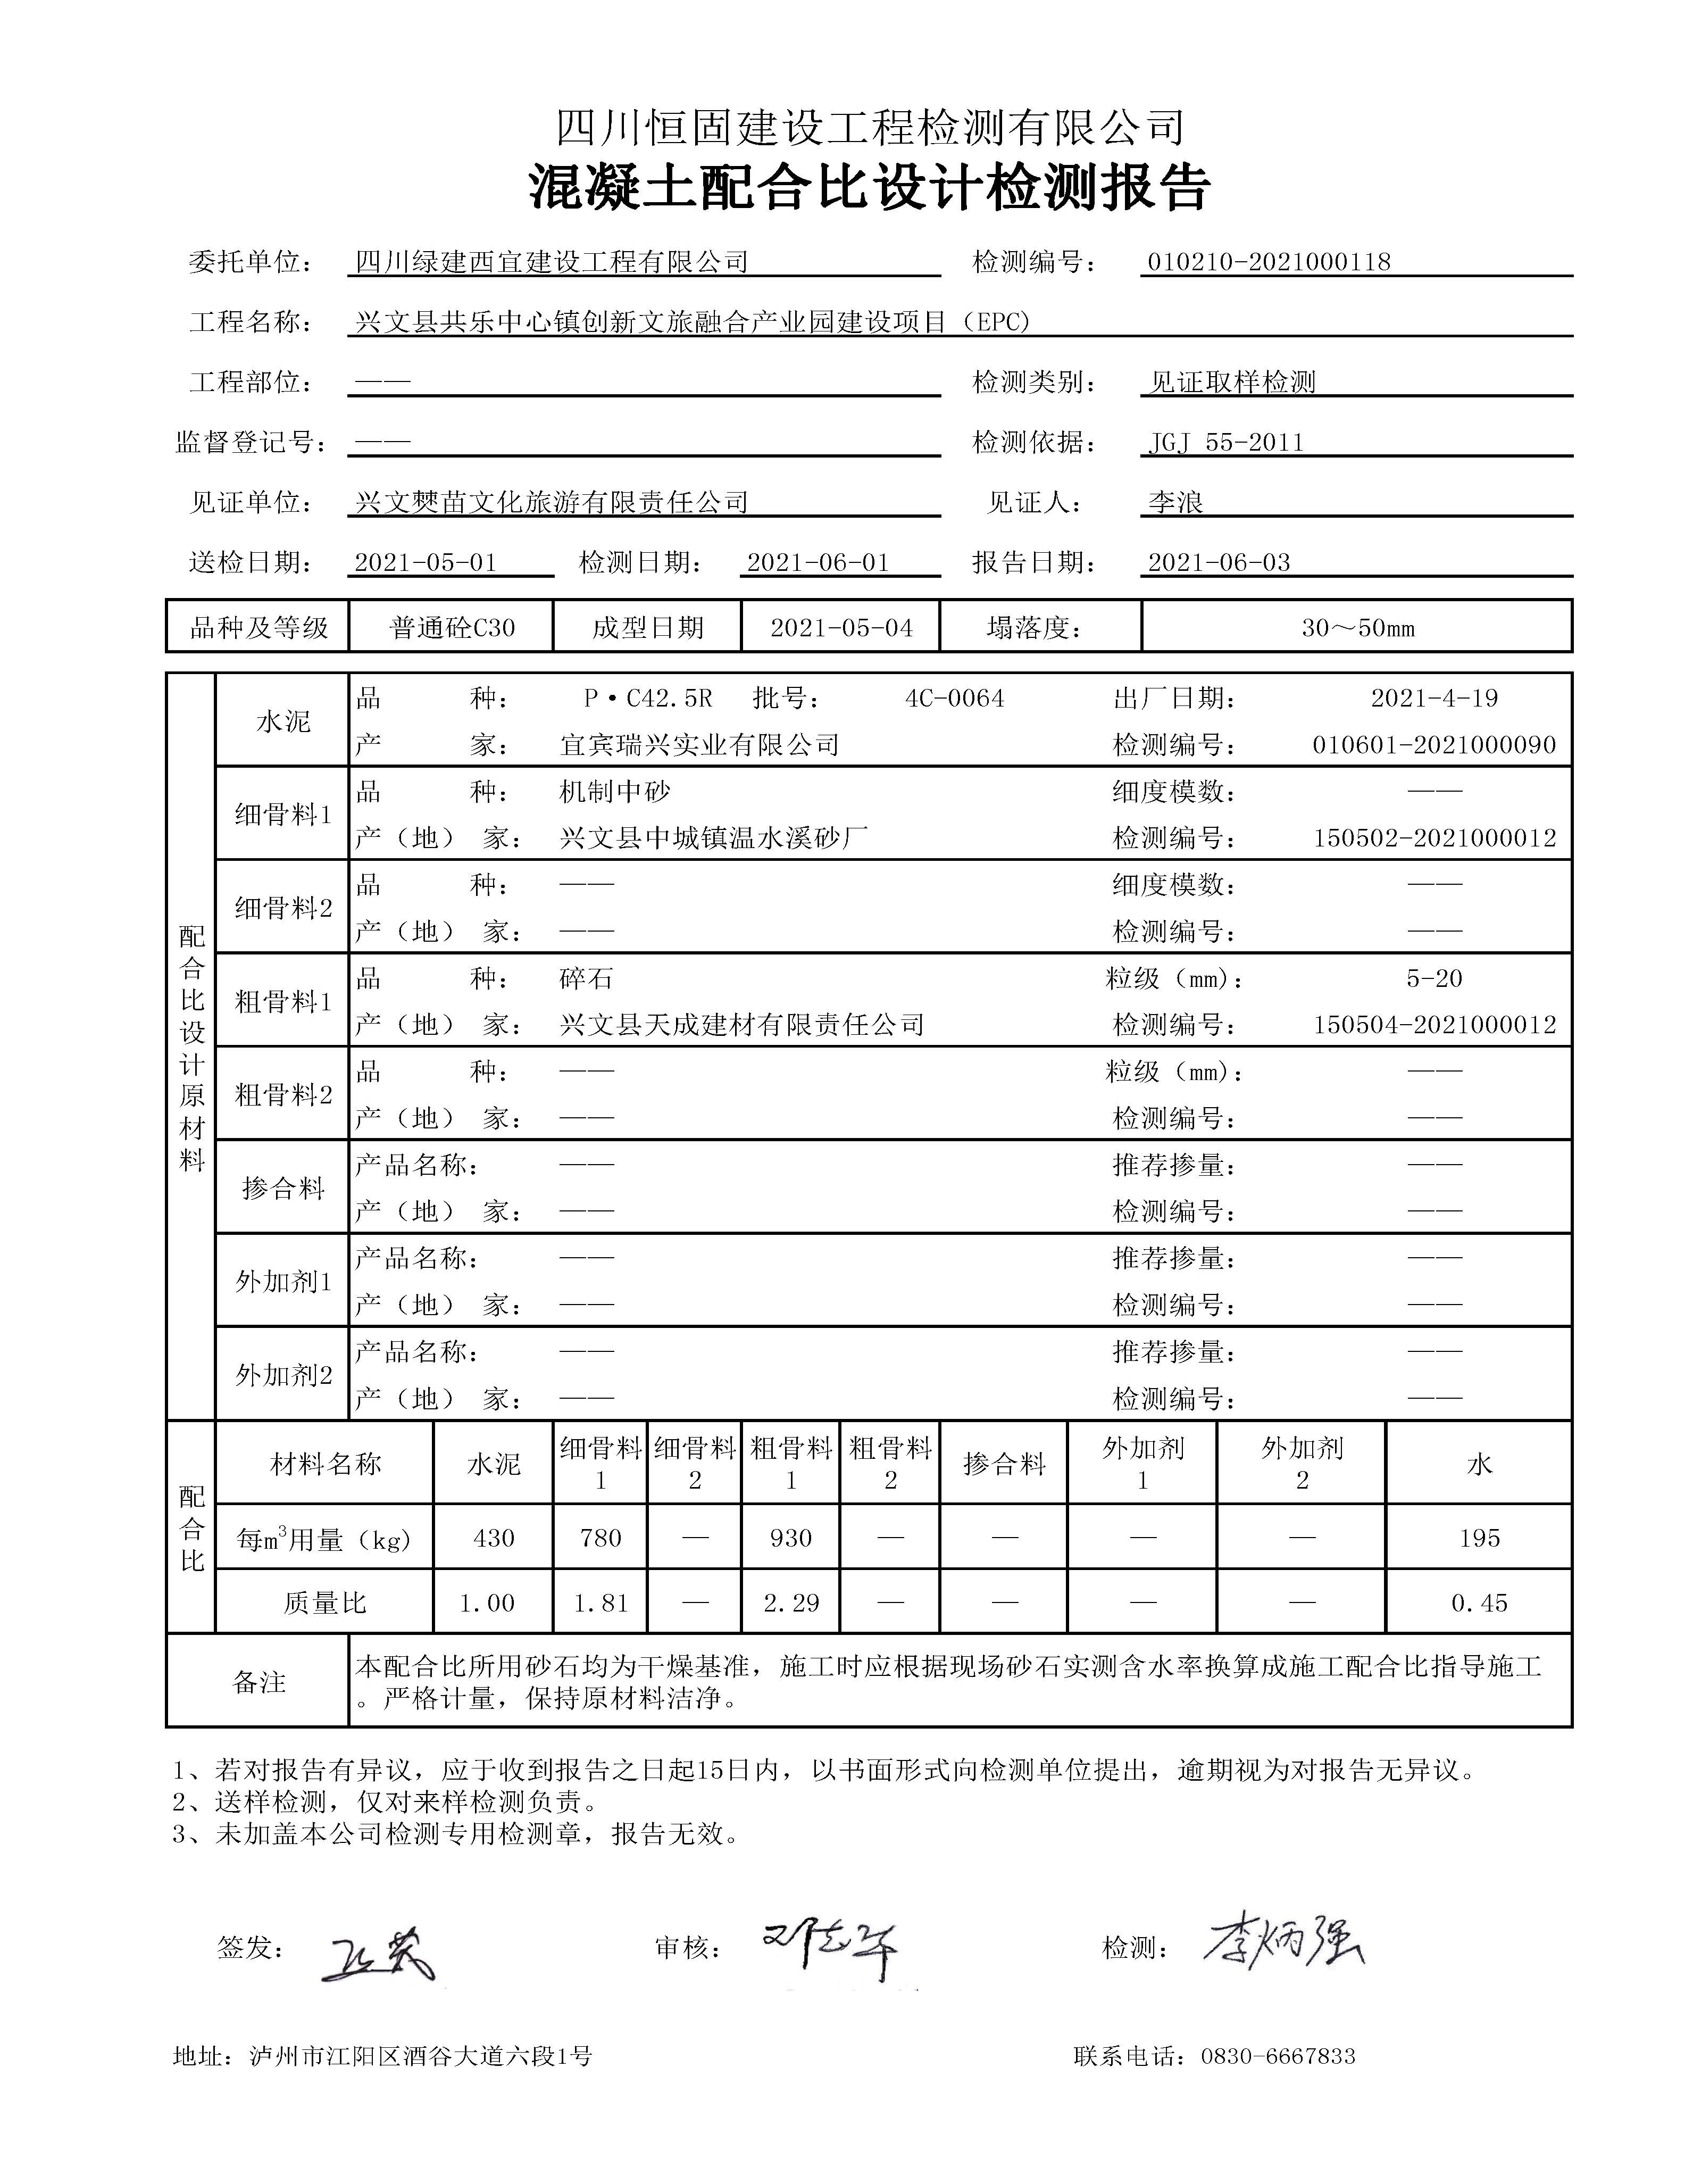 四川恒固建设工程检测有限公司
混凝土配合比设计检测报告
委托单位： 四川绿建西宜建设工程有限公司 检测编号： 010210-2021000118
工程名称： 兴文县共乐中心镇创新文旅融合产业园建设项目（EPC）
工程部位： —— 检测类别： 见证取样检测
监督登记号： —— 检测依据： JGJ 55-2011
见证单位： 兴文僰苗文化旅游有限责任公司 见证人： 李浪
送检日期： 2021-05-01 检测日期： 2021-06-01 报告日期： 2021-06-03
品种及等级 普通砼C30 成型日期 2021-05-04 塌落度： 30～50mm
配合比设计原材料
水泥
品 种： P·C42.5R 批号： 4C-0064 出厂日期： 2021-4-19
产 家： 宜宾瑞兴实业有限公司 检测编号： 010601-2021000090
细骨料1
品 种： 机制中砂 细度模数： ——
产（地） 家： 兴文县中城镇温水溪砂厂 检测编号： 150502-2021000012
细骨料2
品 种： —— 细度模数： ——
产（地） 家： —— 检测编号： ——
粗骨料1
品 种： 碎石 粒级（mm）： 5-20
产（地） 家： 兴文县天成建材有限责任公司 检测编号： 150504-2021000012
粗骨料2
品 种： —— 粒级（mm）： ——
产（地） 家： —— 检测编号： ——
掺合料
产品名称： —— 推荐掺量： ——
产（地） 家： —— 检测编号： ——
外加剂1
产品名称： —— 推荐掺量： ——
产（地） 家： —— 检测编号： ——
外加剂2
产品名称： —— 推荐掺量： ——
产（地） 家： —— 检测编号： ——
配合比
材料名称 水泥 细骨料1 细骨料2 粗骨料1 粗骨料2 掺合料 外加剂1 外加剂2 水
每m³用量（kg） 430 780 — 930 — — — — 195
质量比 1.00 1.81 — 2.29 — — — — 0.45
备注
本配合比所用砂石均为干燥基准，施工时应根据现场砂石实测含水率换算成施工配合比指导施工
。严格计量，保持原材料洁净。
1、若对报告有异议，应于收到报告之日起15日内，以书面形式向检测单位提出，逾期视为对报告无异议。
2、送样检测，仅对来样检测负责。
3、未加盖本公司检测专用检测章，报告无效。
签发： 审核： 检测： 李炳强
地址：泸州市江阳区酒谷大道六段1号 联系电话：0830-6667833